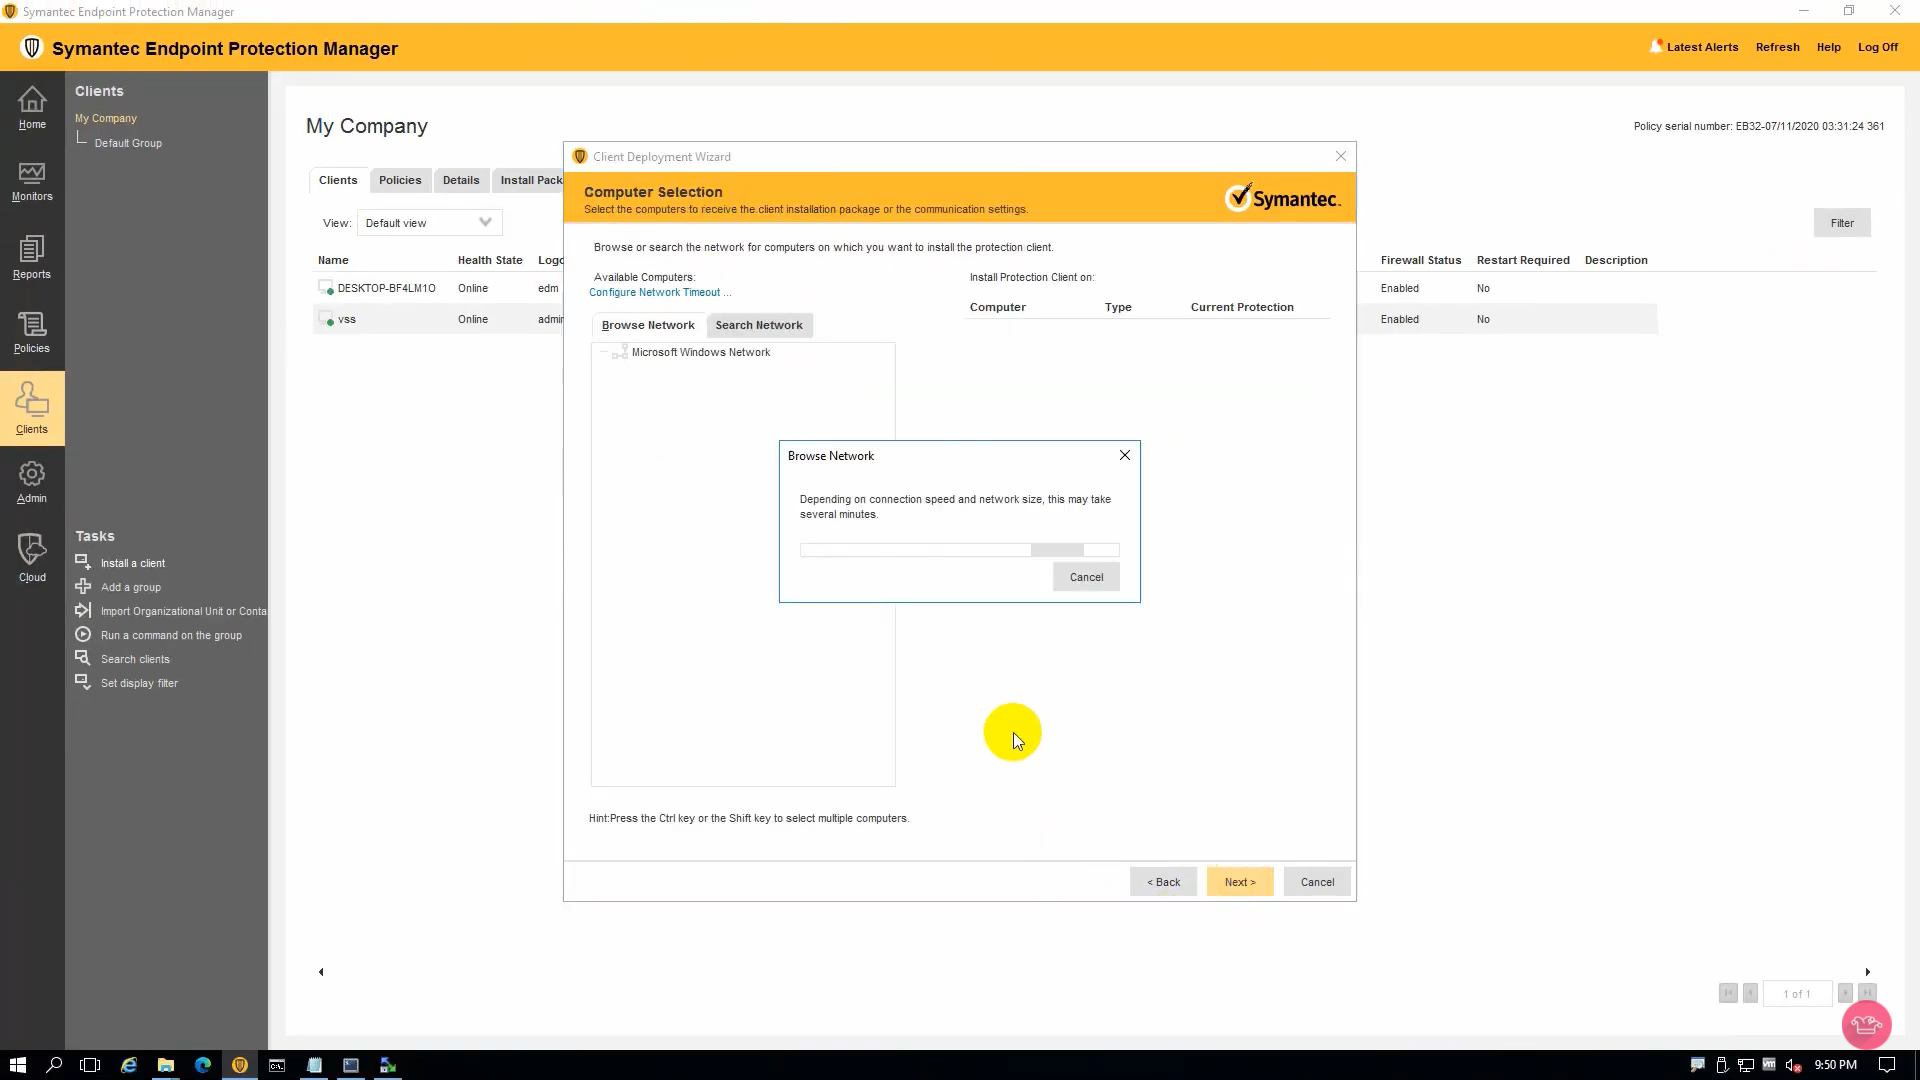 Symantec Endpoint Protection Manager
Symantec Endpoint Protection Manager
Latest Alerts
Refresh
Help
Log Off
Home
Monitors
Reports
Policies
Clients
Admin
Cloud
Clients
My Company
Default Group
Tasks
Install a client
Add a group
Import Organizational Unit or Conta
Run a command on the group
Search clients
Set display filter
My Company
Policy serial number: EB32-07/11/2020 03:31:24 361
Clients
Policies
Details
Install Pack
View:
Default view
Filter
Name
Health State
Logo
Firewall Status
Restart Required
Description
DESKTOP-BF4LM1O
Online
edm
Enabled
No
vss
Online
admin
Enabled
No
Client Deployment Wizard
Computer Selection
Select the computers to receive the client installation package or the communication settings.
Symantec.
Browse or search the network for computers on which you want to install the protection client.
Available Computers:
Configure Network Timeout ...
Browse Network
Search Network
Microsoft Windows Network
Install Protection Client on:
Computer
Type
Current Protection
Browse Network
Depending on connection speed and network size, this may take
several minutes.
Cancel
Hint:Press the Ctrl key or the Shift key to select multiple computers.
< Back
Next >
Cancel
1 of 1
9:50 PM